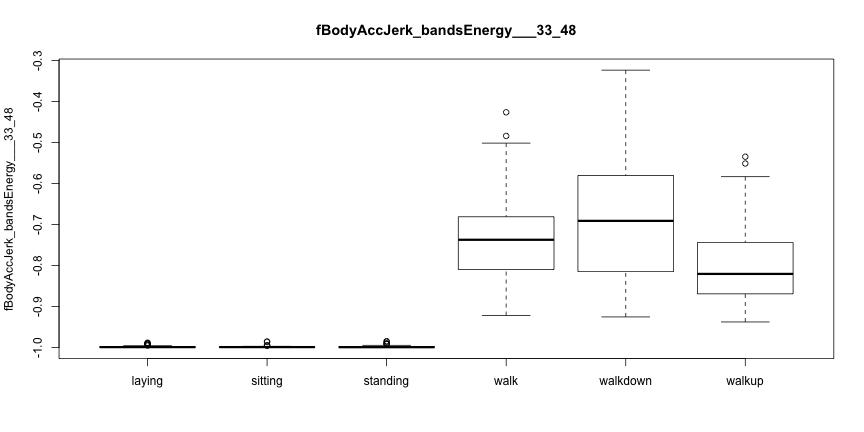 fBodyAccJerk_bandsEnergy___33_48
fBodyAccJerk_bandsEnergy___33_48
-0.3
-0.4
-0.5
-0.6
-0.7
-0.8
-0.9
-1.0
laying sitting standing walk walkdown walkup